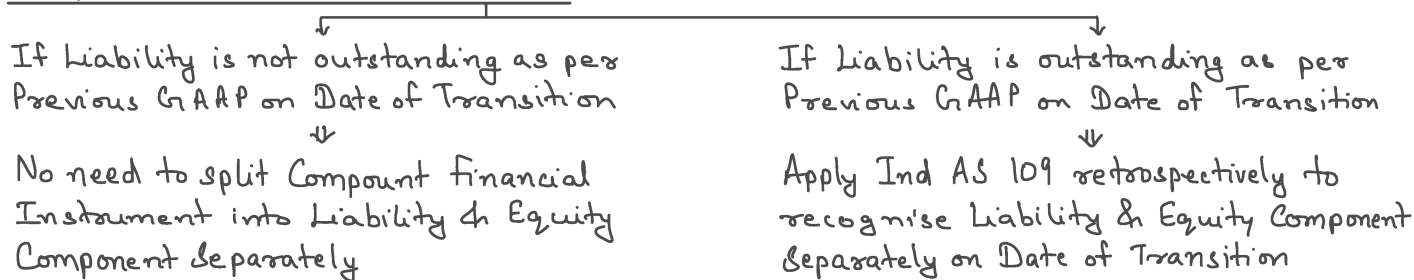 If Liability is not outstanding as per
Previous GAAP on Date of Transition
⇓
No need to split Compount financial
Instrument into Liability & Equity
Component Separately
If Liability is outstanding as per
Previous GAAP on Date of Transition
⇓
Apply Ind AS 109 retrospectively to
recognise Liability & Equity Component
Separately on Date of Transition